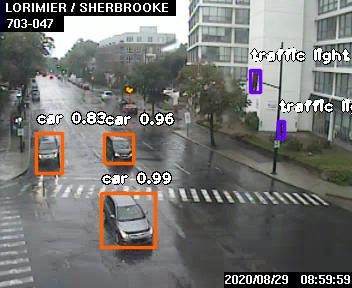 LORIMIER / SHERBROOKE
703-047
traffic light
traffic light
car 0.83
car 0.96
car 0.99
2020/08/29 08:59:59